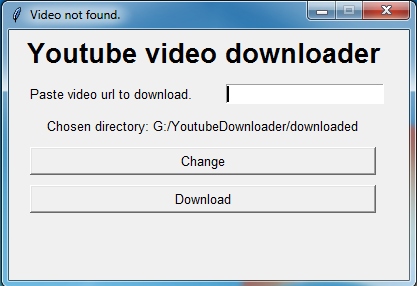 Video not found.
Youtube video downloader
Paste video url to download.
Chosen directory: G:/YoutubeDownloader/downloaded
Change
Download